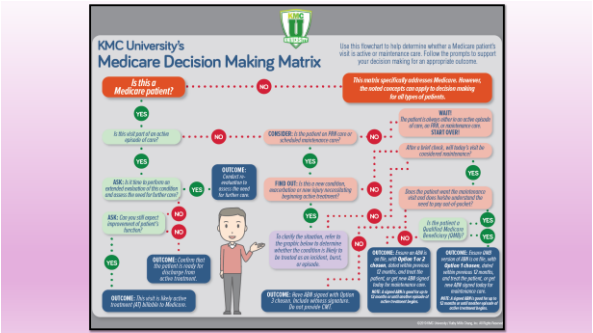 KMC
UNIVERSITY
KMC University's
Medicare Decision Making Matrix
Use this flowchart to help determine whether a Medicare patient's
visit is active or maintenance care. Follow the prompts to support
your decision making for an appropriate outcome.
Is this a
Medicare patient?
NO
This matrix specifically addresses Medicare. However,
the noted concepts can apply to decision making
for all types of patients.
YES
Is this visit part of an active
episode of care?
NO
CONSIDER: Is the patient on PRN care or
scheduled maintenance care?
NO
WAIT!
The patient is always either in an active episode
of care, on PRN, or maintenance care.
START OVER!
YES
YES
After a brief check, will today's visit be
considered maintenance?
ASK: Is it time to perform an
extended evaluation of this condition
and assess the need for further care?
YES
OUTCOME:
Conduct re-
evaluation to
assess the need
for further care.
FIND OUT: Is this a new condition,
exacerbation or new injury necessitating
beginning active treatment?
NO
NO
YES
Does the patient want the maintenance
visit and does he/she understand the
need to pay out-of-pocket?
NO
ASK: Can you still expect
improvement of patient's
function?
NO
YES
YES
Is the patient a
Qualified Medicare
Beneficiary (QMB)?
YES
To clarify the situation, refer to
the graphic below to determine
whether the condition is likely to
be treated as an incident, burst,
or episode.
NO
NO
YES
YES
OUTCOME: Confirm that
the patient is ready for
discharge from
active treatment.
OUTCOME: This visit is likely active
treatment (AT) billable to Medicare.
OUTCOME: Have ABN signed with Option
3 chosen. Include witness signature.
Do not provide CMT.
OUTCOME: Ensure an ABN is
on file, with Option 1 or 2
chosen, dated within previous
12 months, and treat the
patient, or get new ABN
signed today for
maintenance care.
NOTE: A signed ABN is good for up to
12 months or until another episode of
active treatment begins.
OUTCOME: Ensure QMB
version of ABN is on file, with
Option 1 chosen, dated
within previous 12 months,
and treat the patient, or get
new ABN signed today for
maintenance care.
NOTE: A signed ABN is good for up to
12 months or until another episode of
active treatment begins.